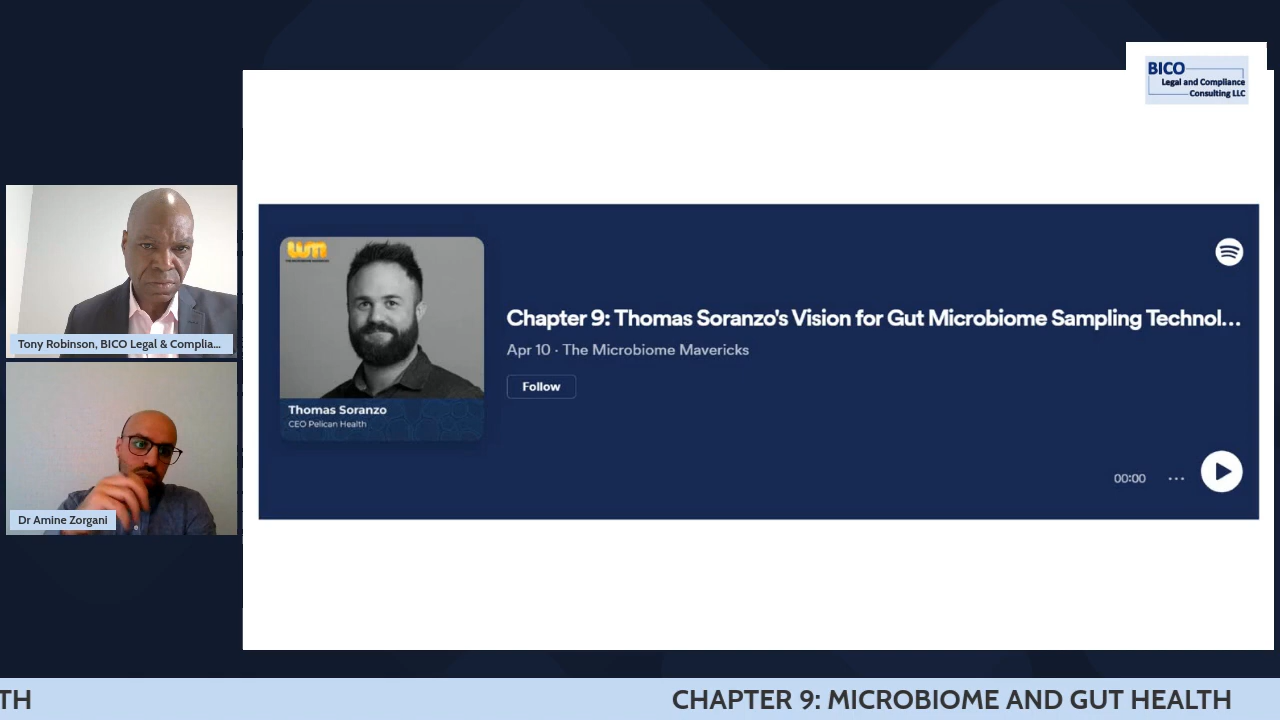 BICO
Legal and Compliance
Consulting LLC
Tony Robinson, BICO Legal & Complia...
Dr Amine Zorgani
Thomas Soranzo
CEO Pelican Health
Chapter 9: Thomas Soranzo's Vision for Gut Microbiome Sampling Technol...
Apr 10 · The Microbiome Mavericks
Follow
00:00
TH
CHAPTER 9: MICROBIOME AND GUT HEALTH